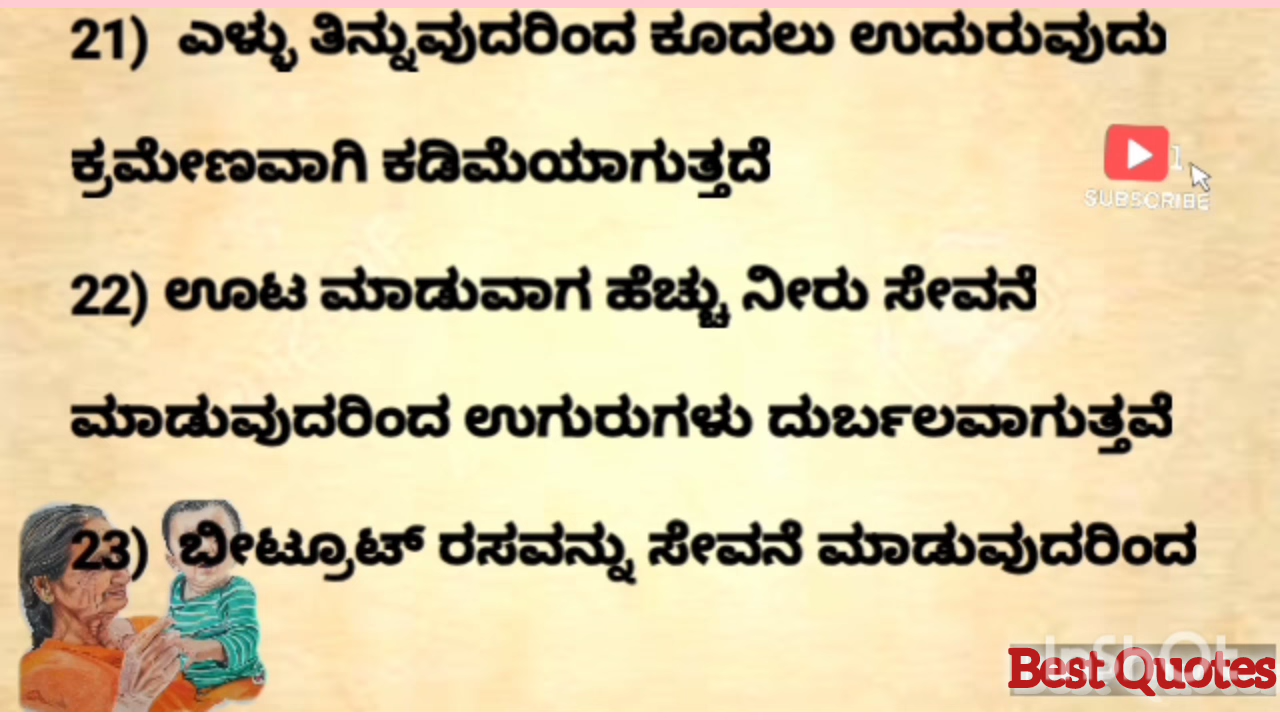 21) ಎಳ್ಳು ತಿನ್ನುವುದರಿಂದ ಕೂದಲು ಉದುರುವುದು
ಕ್ರಮೇಣವಾಗಿ ಕಡಿಮೆಯಾಗುತ್ತದೆ
1
SUBSCRIBE
22) ಊಟ ಮಾಡುವಾಗ ಹೆಚ್ಚು ನೀರು ಸೇವನೆ
ಮಾಡುವುದರಿಂದ ಉಗುರುಗಳು ದುರ್ಬಲವಾಗುತ್ತವೆ
23) ಬೀಟ್ರೂಟ್ ರಸವನ್ನು ಸೇವನೆ ಮಾಡುವುದರಿಂದ
Best Quotes